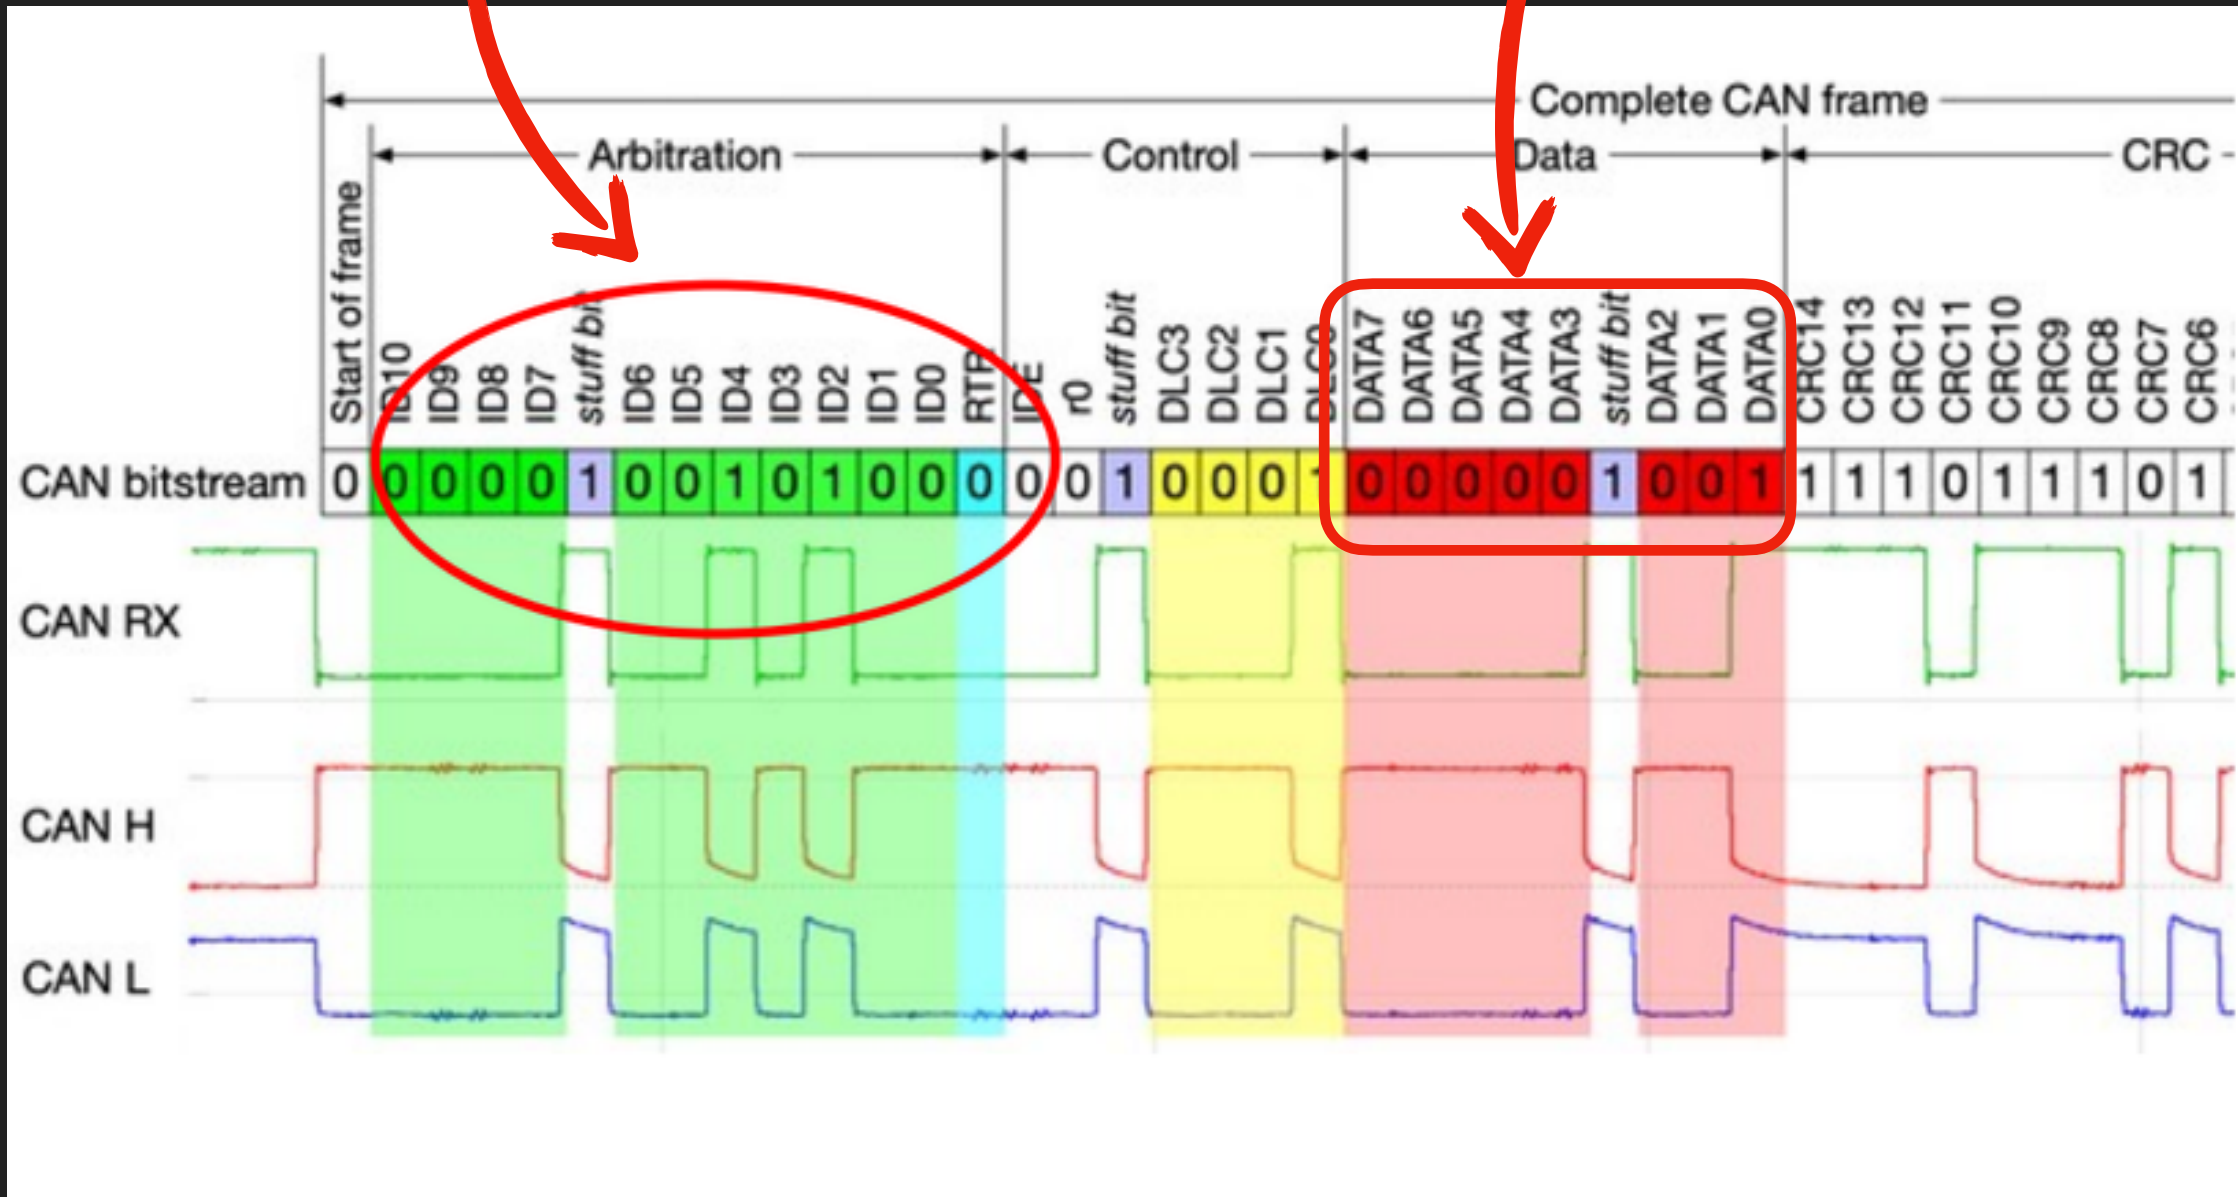 Complete CAN frame
Arbitration Control Data CRC
Start of frame ID10 ID9 ID8 ID7 stuff bit ID6 ID5 ID4 ID3 ID2 ID1 ID0 RTR IDE r0 stuff bit DLC3 DLC2 DLC1 DLC0 DATA7 DATA6 DATA5 DATA4 DATA3 stuff bit DATA2 DATA1 DATA0 CRC14 CRC13 CRC12 CRC11 CRC10 CRC9 CRC8 CRC7 CRC6
CAN bitstream 0 0 0 0 0 1 0 0 1 0 1 0 0 0 0 0 1 0 0 0 1 0 0 0 0 0 1 0 0 1 1 1 1 0 1 1 1 0 1
CAN RX
CAN H
CAN L